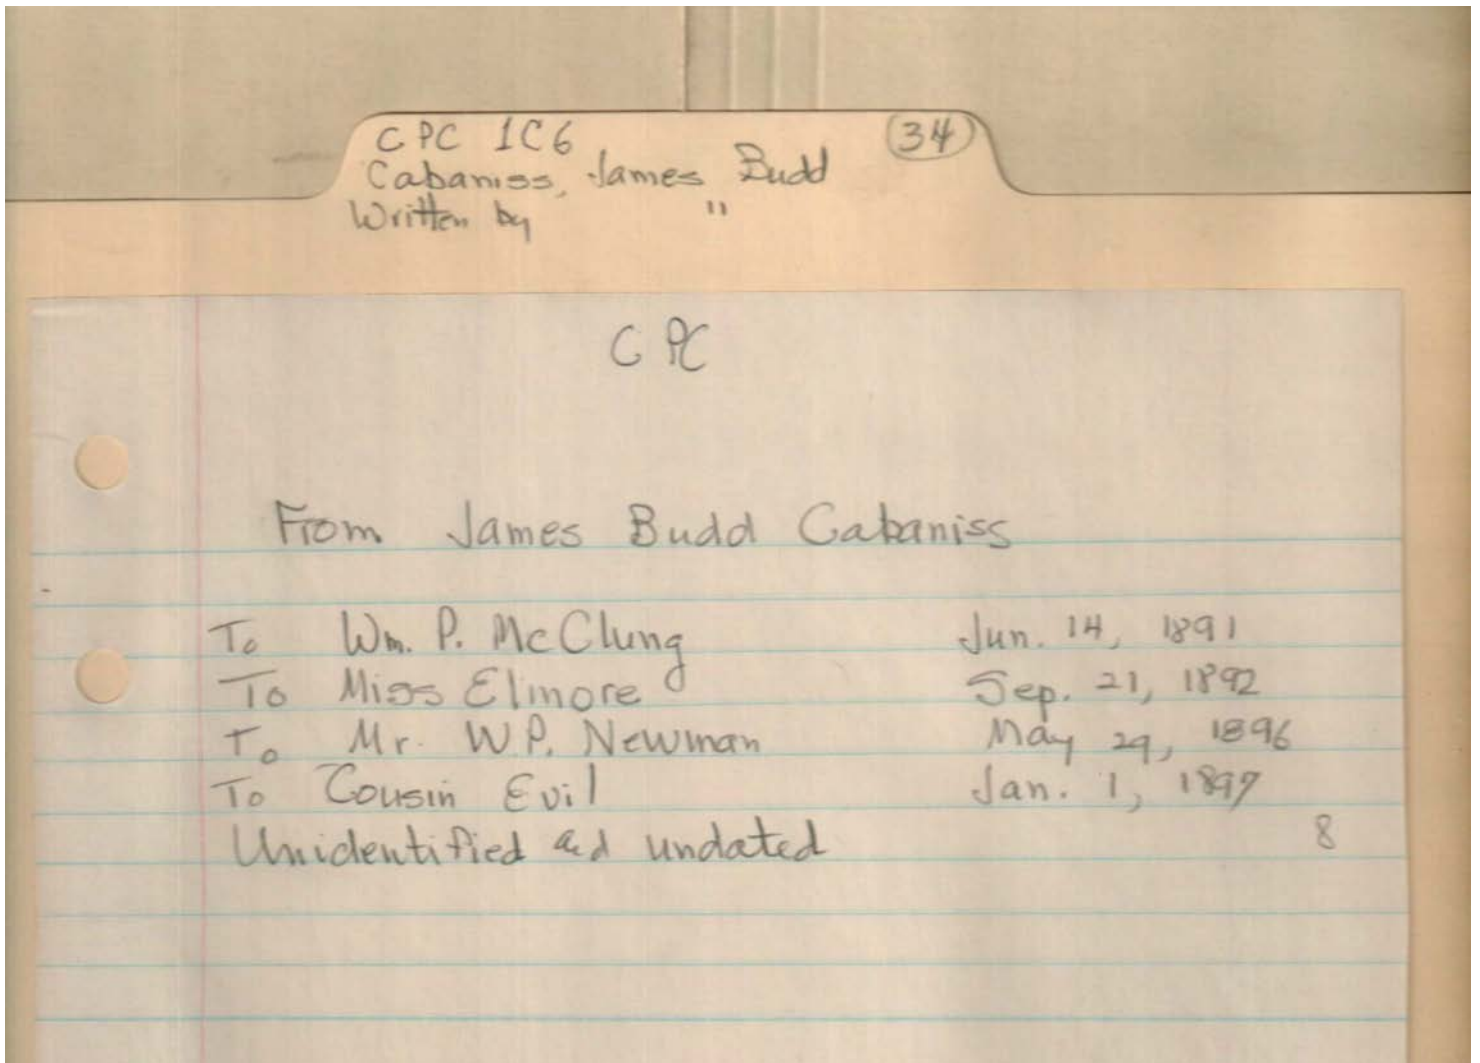 CPC 1C6 34
Cabaniss, James Budd
Written by "
CPC
From James Budd Cabaniss
To Wm. P. McClung Jun. 14, 1891
To Miss Elmore Sep. 21, 1892
To Mr. W.P. Newman May 29, 1896
To Cousin Evil Jan. 1, 1897
Unidentified and undated 8